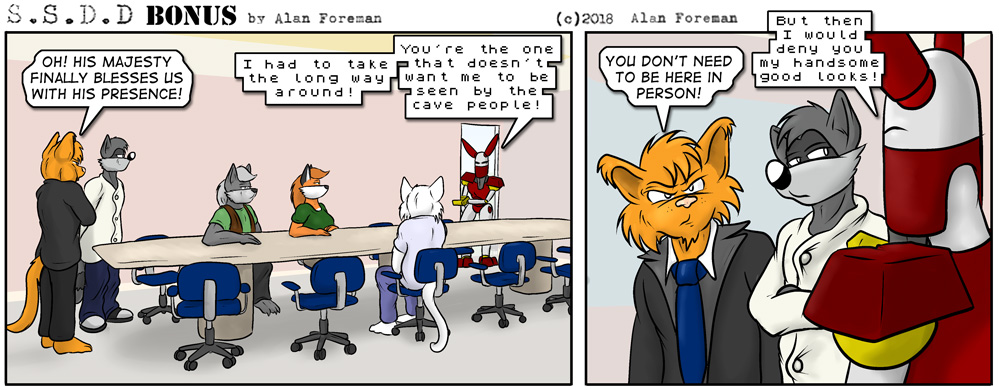 S.S.D.D BONUS by Alan Foreman
(c)2018 Alan Foreman
OH! HIS MAJESTY
FINALLY BLESSES US
WITH HIS PRESENCE!
I had to take
the long way
around!
You're the one
that doesn't
want me to be
seen by the
cave people!
YOU DON'T NEED
TO BE HERE IN
PERSON!
But then
I would
deny you
my handsome
good looks!